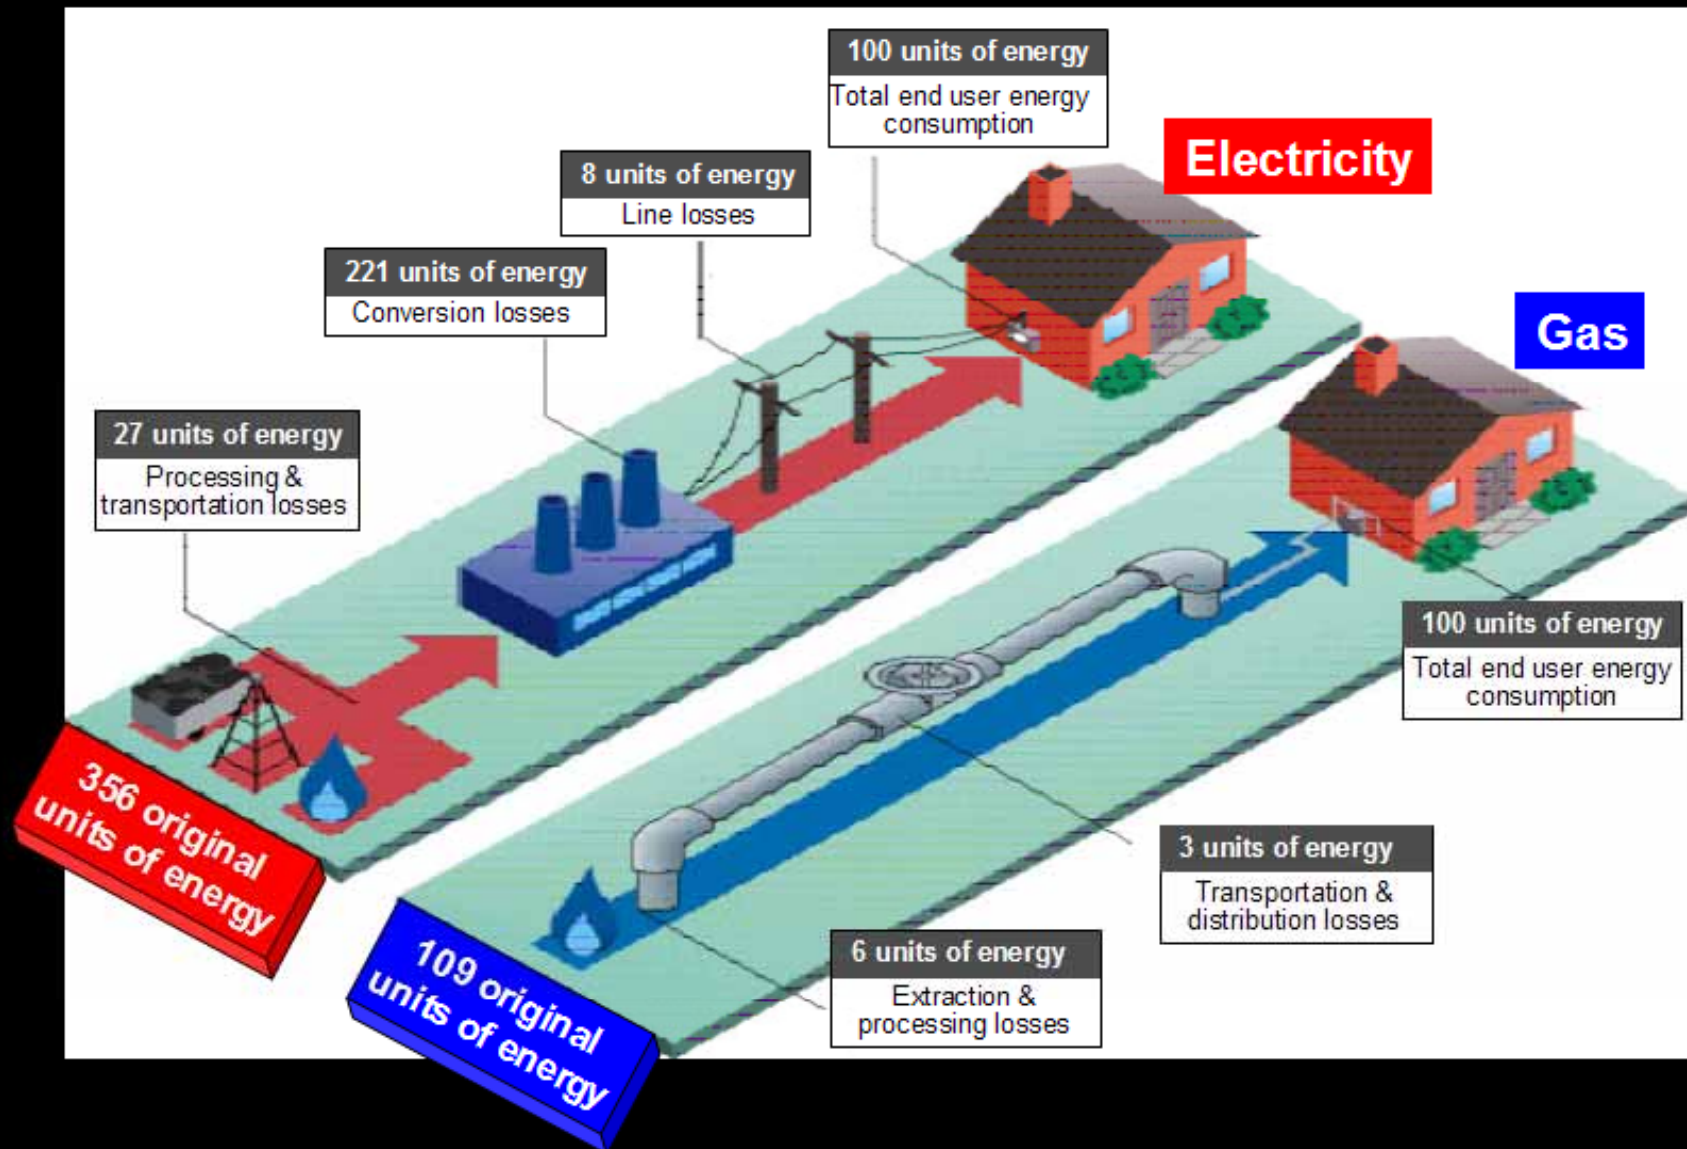 100 units of energy
Total end user energy
consumption
Electricity
8 units of energy
Line losses
221 units of energy
Conversion losses
Gas
27 units of energy
Processing &
transportation losses
356 original
units of energy
100 units of energy
Total end user energy
consumption
3 units of energy
Transportation &
distribution losses
6 units of energy
Extraction &
processing losses
109 original
units of energy